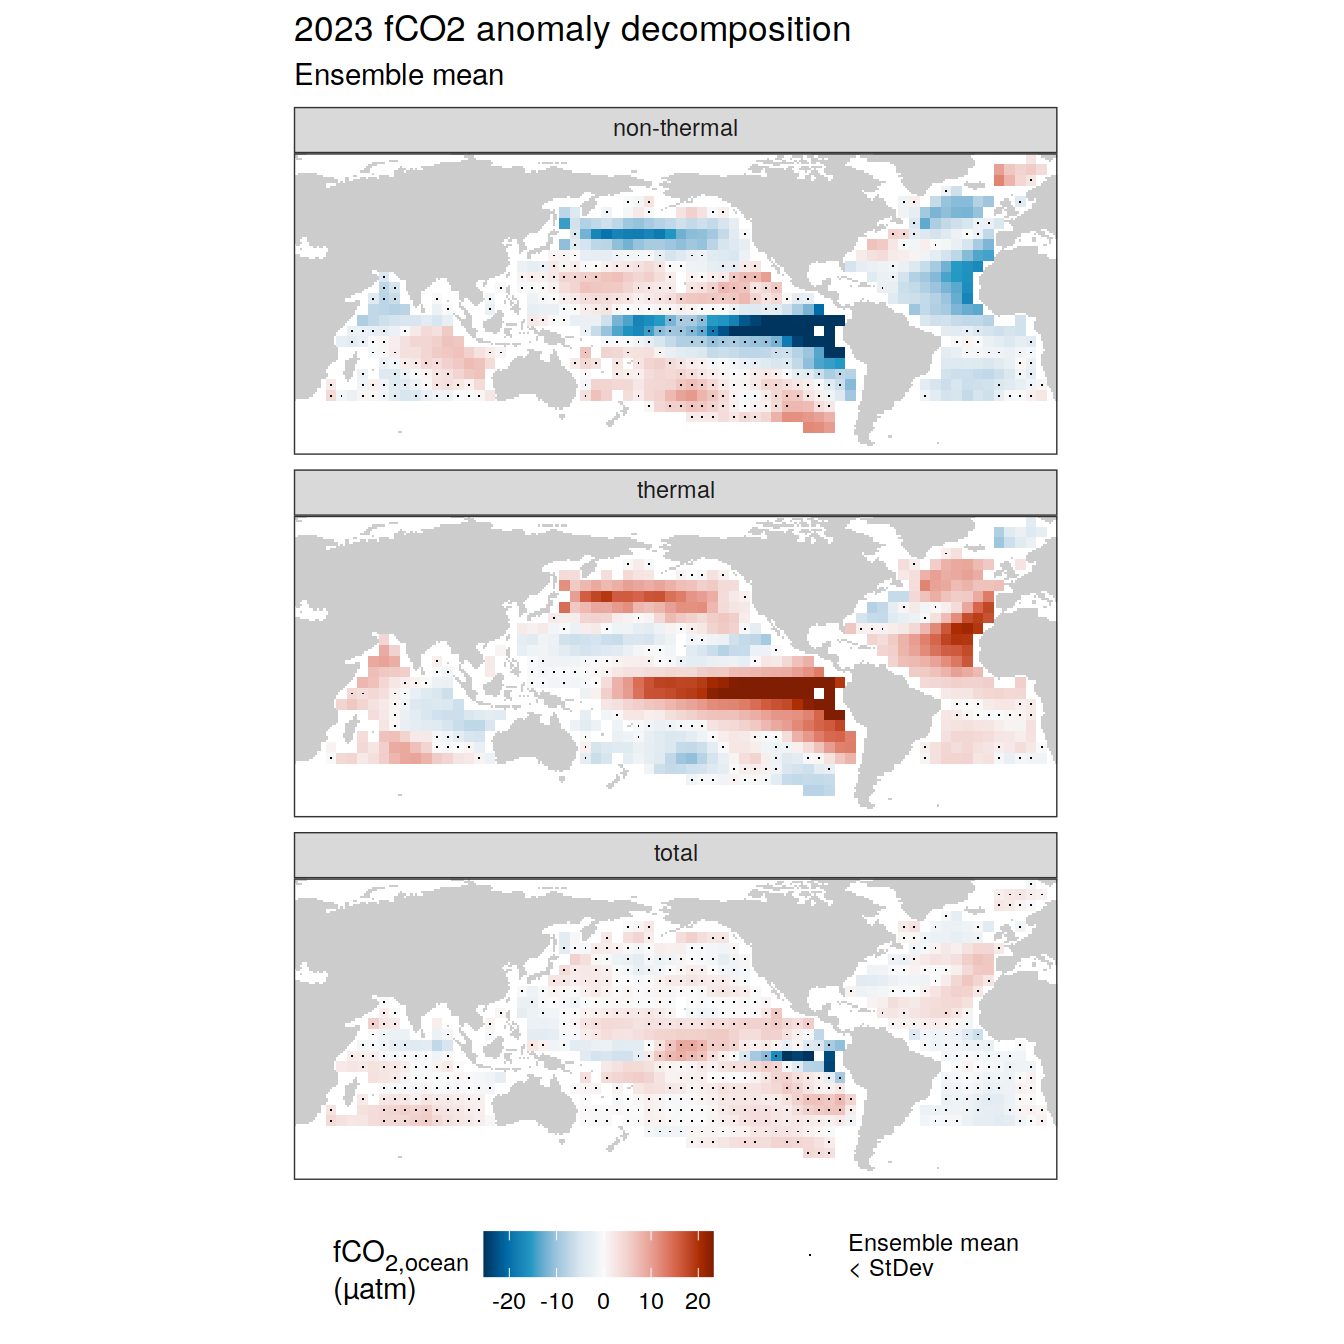 2023 fCO2 anomaly decomposition
Ensemble mean
non-thermal
thermal
total
fCO2,ocean
(µatm)
-20 -10 0 10 20
Ensemble mean
< StDev